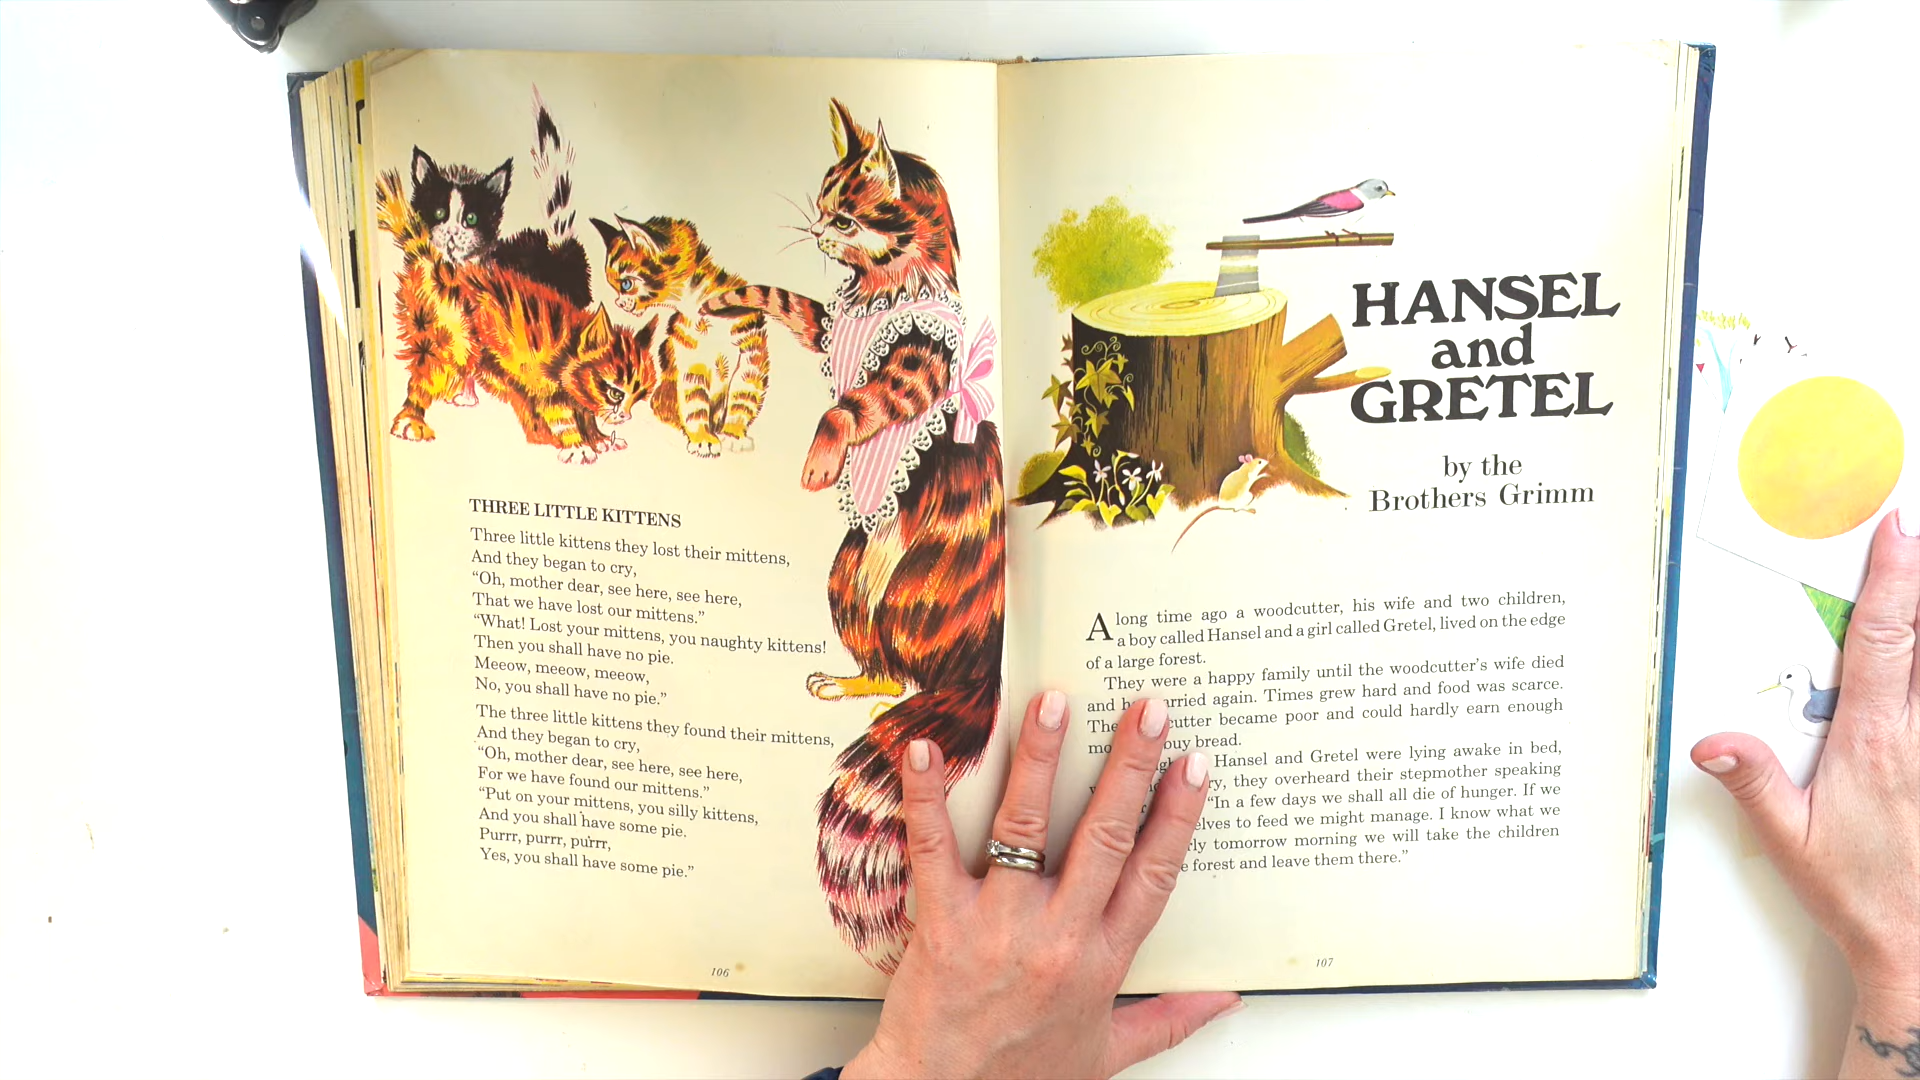 THREE LITTLE KITTENS
Three little kittens they lost their mittens,
And they began to cry,
“Oh, mother dear, see here, see here,
That we have lost our mittens.”
“What! Lost your mittens, you naughty kittens!
Then you shall have no pie.
Meeow, meeow, meeow,
No, you shall have no pie.”
The three little kittens they found their mittens,
And they began to cry,
“Oh, mother dear, see here, see here,
For we have found our mittens.”
“Put on your mittens, you silly kittens,
And you shall have some pie.
Purrr, purrr, purrr,
Yes, you shall have some pie.”
106
HANSEL
and
GRETEL
by the
Brothers Grimm
A long time ago a woodcutter, his wife and two children,
a boy called Hansel and a girl called Gretel, lived on the edge
of a large forest.
They were a happy family until the woodcutter’s wife died
and again. Times grew hard and food was scarce.
became poor and could hardly earn enough
buy bread.
Hansel and Gretel were lying awake in bed,
they overheard their stepmother speaking
“In a few days we shall all die of hunger. If we
to feed we might manage. I know what we
tomorrow morning we will take the children
forest and leave them there.”
107